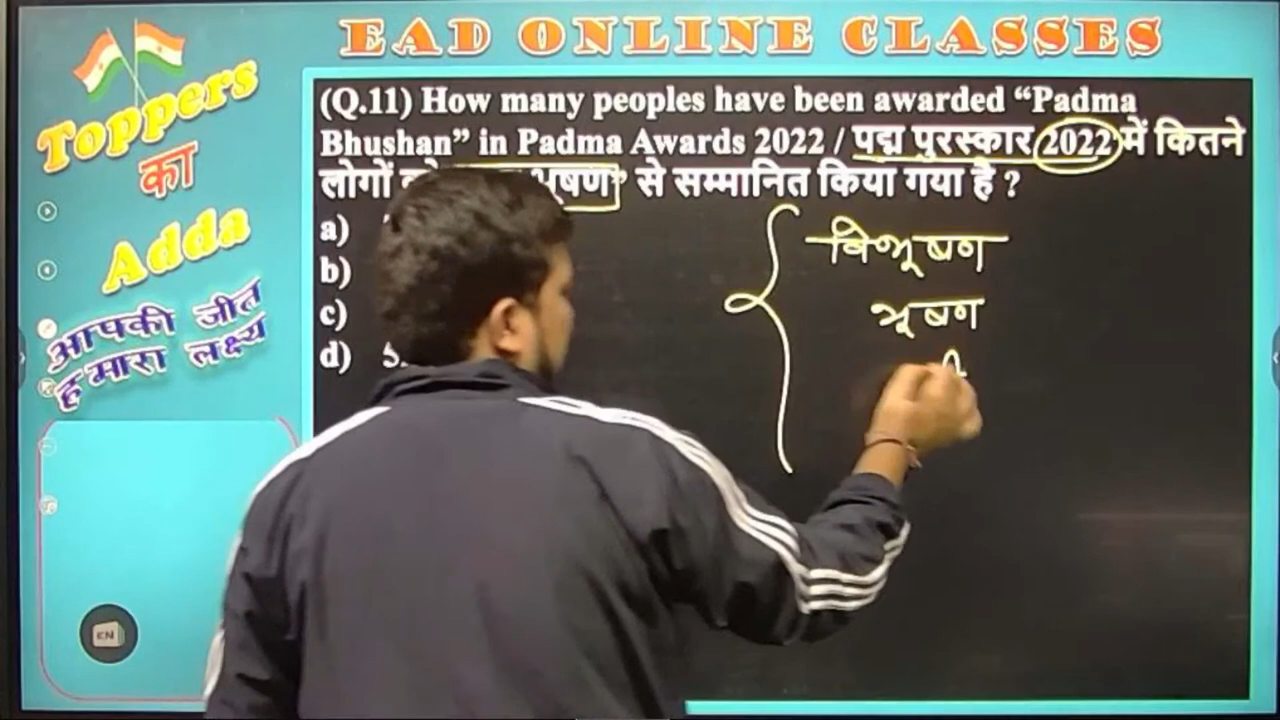 EAD ONLINE CLASSES
Toppers
का
Adda
आपकी जीत
हमारा लक्ष्य
(Q.11) How many peoples have been awarded “Padma
Bhushan” in Padma Awards 2022 / पद्म पुरस्कार 2022 में कितने
लोगों भूषण” से सम्मानित किया गया है ?
a)
b)
c)
d)
विभूषण
भूषण
EN